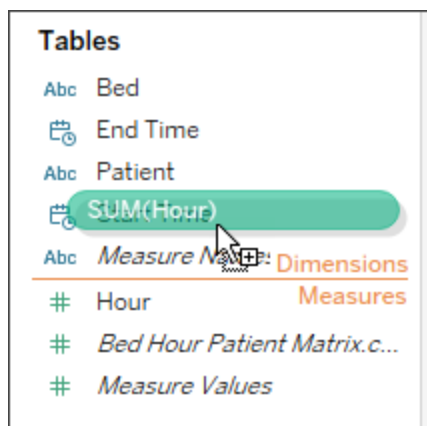 Tables
Abc Bed
End Time
Abc Patient
SUM(Hour)
Abc Measure
Dimensions
Measures
# Hour
# Bed Hour Patient Matrix.c...
# Measure Values